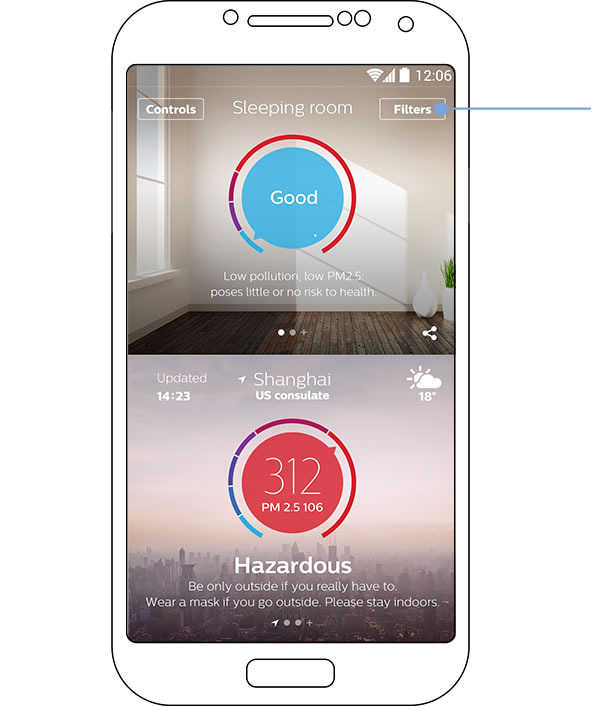 12:06
Controls
Sleeping room
Filters
Good
Low pollution, low PM2.5:
poses little or no risk to health.
Updated
14:23
Shanghai
US consulate
18°
312
PM 2.5 106
Hazardous
Be only outside if you really have to.
Wear a mask if you go outside. Please stay indoors.